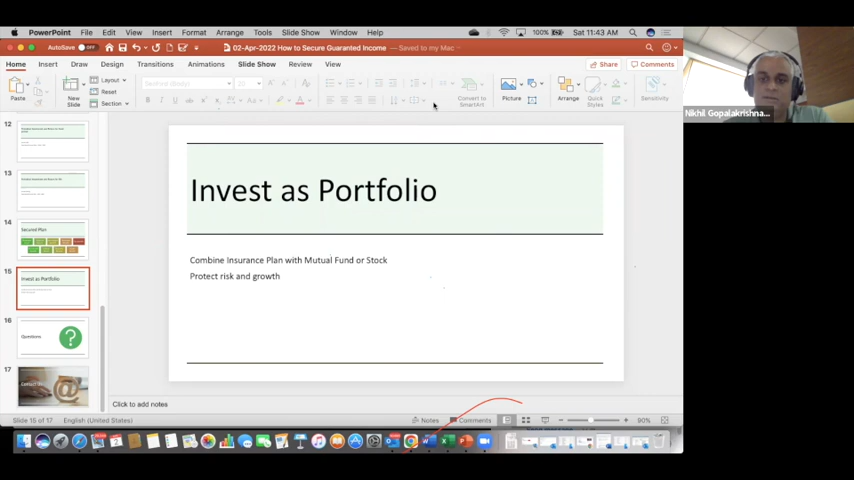 PowerPoint File Edit View Insert Format Arrange Tools Slide Show Window Help 100% Sat 11:43 AM
AutoSave OFF 02-Apr-2022 How to Secure Guranted Income — Saved to my Mac
Home Insert Draw Design Transitions Animations Slide Show Review View Share Comments
Paste
New Slide
Layout
Reset
Section
Convert to SmartArt
Picture
Arrange
Quick Styles
Sensitivity
Nikhil Gopalakrishna...
12
13
14
Secured Plan
15
Invest as Portfolio
16
Questions
17
Invest as Portfolio
Combine Insurance Plan with Mutual Fund or Stock
Protect risk and growth
Click to add notes
Slide 15 of 17 English (United States) Notes Comments 90%